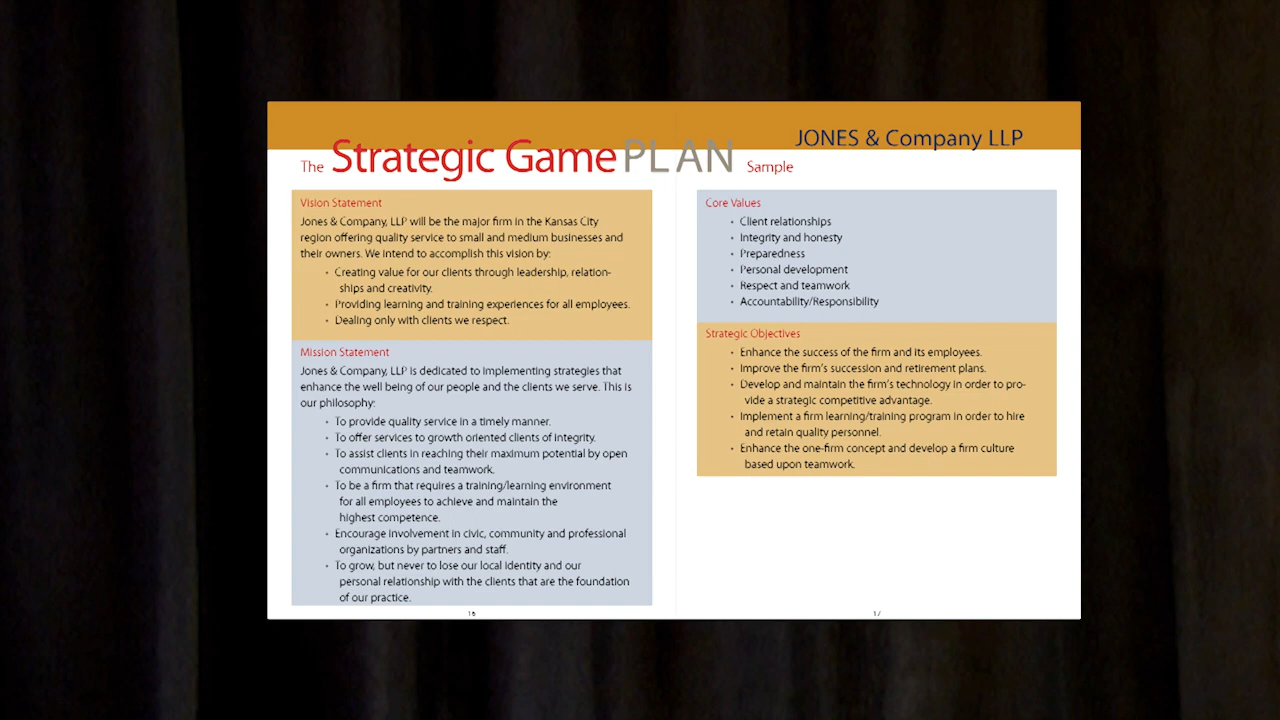 JONES & Company LLP
The Strategic Game PLAN Sample
Vision Statement
Jones & Company, LLP will be the major firm in the Kansas City
region offering quality service to small and medium businesses and
their owners. We intend to accomplish this vision by:
• Creating value for our clients through leadership, relation-
ships and creativity.
• Providing learning and training experiences for all employees.
• Dealing only with clients we respect.
Mission Statement
Jones & Company, LLP is dedicated to implementing strategies that
enhance the well being of our people and the clients we serve. This is
our philosophy:
• To provide quality service in a timely manner.
• To offer services to growth oriented clients of integrity.
• To assist clients in reaching their maximum potential by open
communications and teamwork.
• To be a firm that requires a training/learning environment
for all employees to achieve and maintain the
highest competence.
• Encourage involvement in civic, community and professional
organizations by partners and staff.
• To grow, but never to lose our local identity and our
personal relationship with the clients that are the foundation
of our practice.
16
Core Values
• Client relationships
• Integrity and honesty
• Preparedness
• Personal development
• Respect and teamwork
• Accountability/Responsibility
Strategic Objectives
• Enhance the success of the firm and its employees.
• Improve the firm's succession and retirement plans.
• Develop and maintain the firm's technology in order to pro-
vide a strategic competitive advantage.
• Implement a firm learning/training program in order to hire
and retain quality personnel.
• Enhance the one-firm concept and develop a firm culture
based upon teamwork.
17